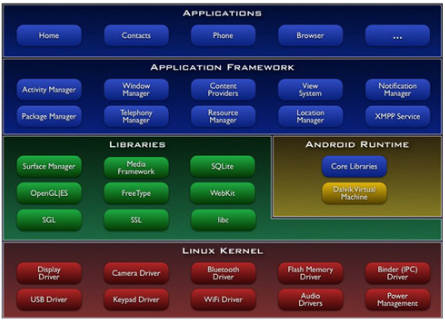 APPLICATIONS
Home
Contacts
Phone
Browser
...
APPLICATION FRAMEWORK
Activity Manager
Window
Manager
Content
Providers
View
System
Notification
Manager
Package Manager
Telephony
Manager
Resource
Manager
Location
Manager
XMPP Service
LIBRARIES
Surface Manager
Media
Framework
SQLite
OpenGL|ES
FreeType
WebKit
SGL
SSL
libc
ANDROID RUNTIME
Core Libraries
Dalvik Virtual
Machine
LINUX KERNEL
Display
Driver
Camera Driver
Bluetooth
Driver
Flash Memory
Driver
Binder (IPC)
Driver
USB Driver
Keypad Driver
WiFi Driver
Audio
Drivers
Power
Management